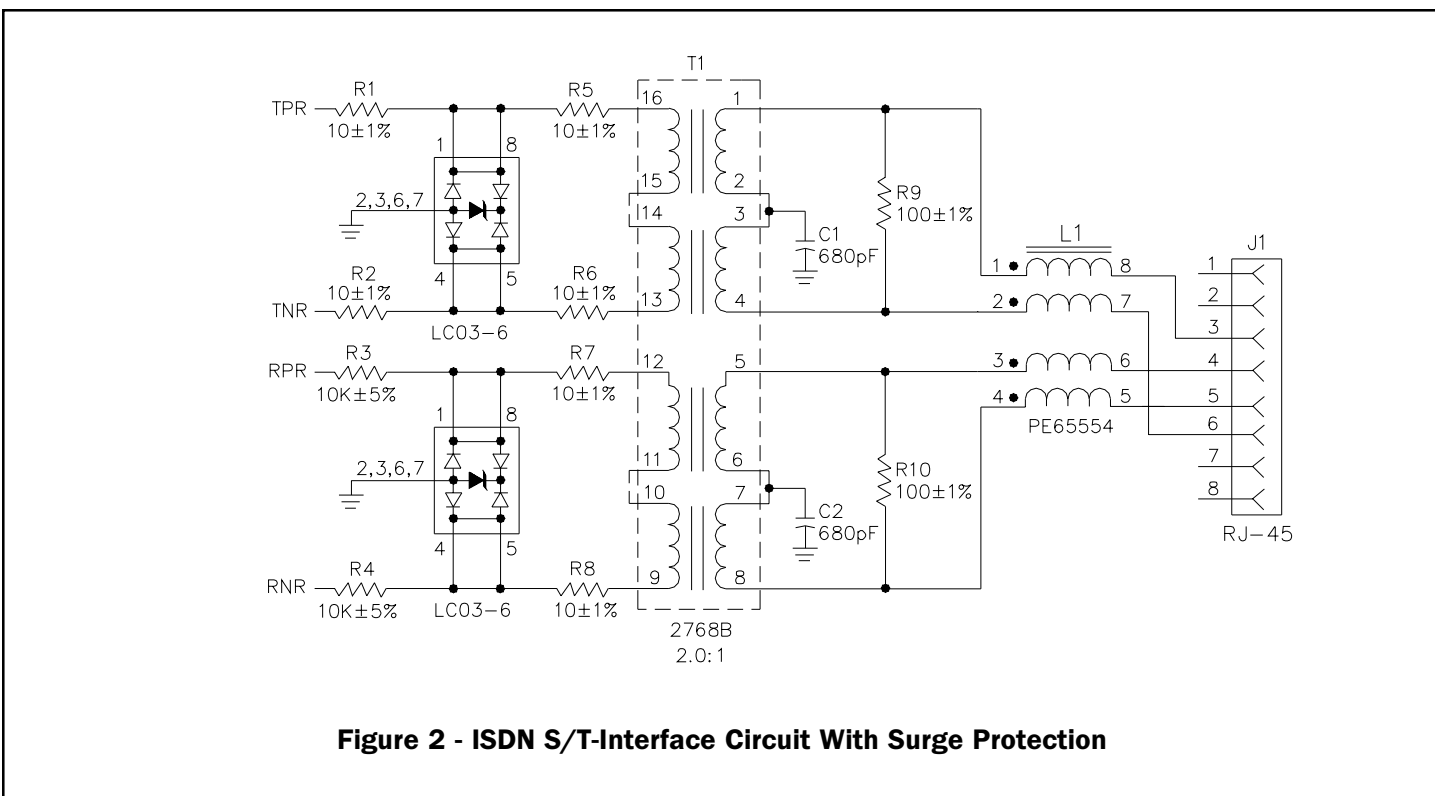 T1
R1
R5
TPR
10±1%
10±1%
16
1
1
8
15
2
2,3,6,7
14
3
R9
100±1%
C1
680pF
4
5
R2
10±1%
R6
10±1%
TNR
13
4
LC03-6
L1
J1
1
8
1
2
7
2
3
3
6
4
4
5
5
PE65554
6
7
8
RJ-45
R3
R7
RPR
10K±5%
10±1%
12
5
1
8
11
6
2,3,6,7
10
7
R10
100±1%
C2
680pF
4
5
R4
R8
RNR
10K±5%
LC03-6
10±1%
9
8
2768B
2.0:1
Figure 2 - ISDN S/T-Interface Circuit With Surge Protection